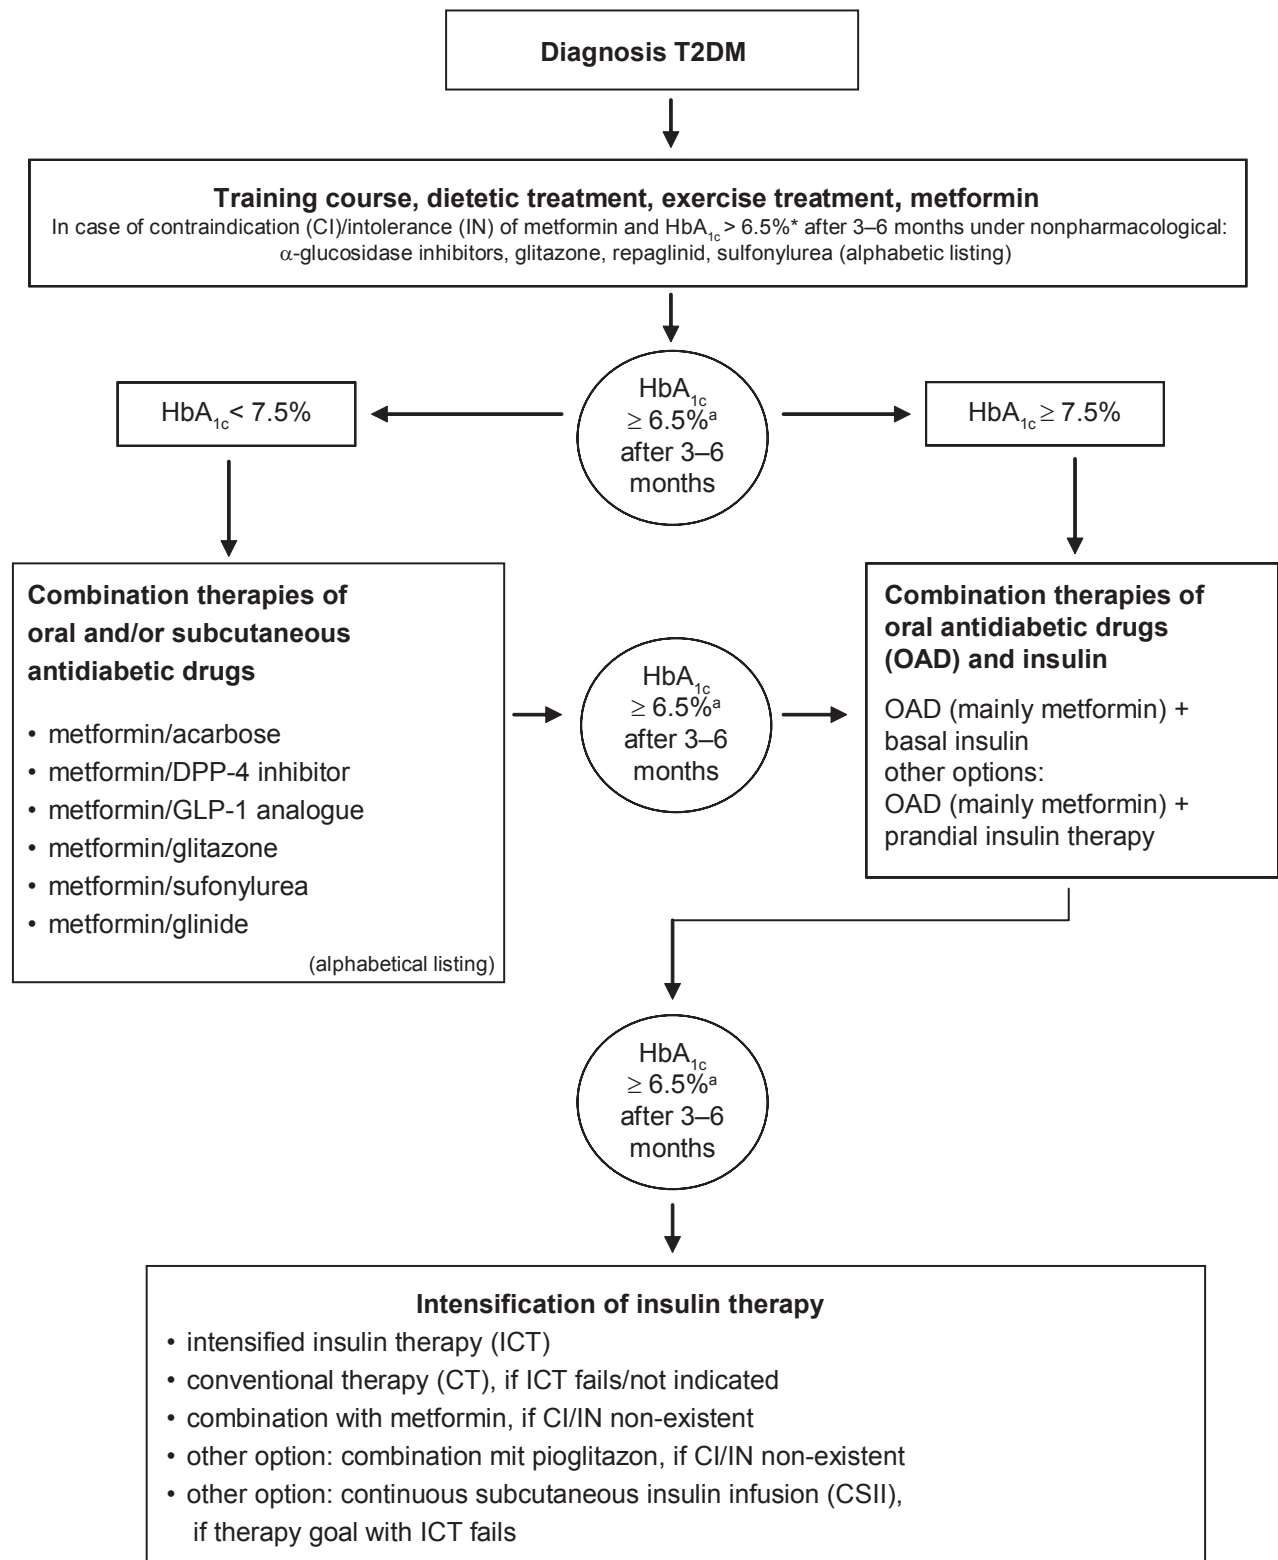 Diagnosis T2DM
Training course, dietetic treatment, exercise treatment, metformin
In case of contraindication (CI)/intolerance (IN) of metformin and HbA1c > 6.5%* after 3–6 months under nonpharmacological:
α-glucosidase inhibitors, glitazone, repaglinid, sulfonylurea (alphabetic listing)
HbA1c
≥ 6.5%a
after 3–6
months
HbA1c < 7.5%
HbA1c ≥ 7.5%
Combination therapies of
oral and/or subcutaneous
antidiabetic drugs
• metformin/acarbose
• metformin/DPP-4 inhibitor
• metformin/GLP-1 analogue
• metformin/glitazone
• metformin/sufonylurea
• metformin/glinide
(alphabetical listing)
HbA1c
≥ 6.5%a
after 3–6
months
Combination therapies of
oral antidiabetic drugs
(OAD) and insulin
OAD (mainly metformin) +
basal insulin
other options:
OAD (mainly metformin) +
prandial insulin therapy
HbA1c
≥ 6.5%a
after 3–6
months
Intensification of insulin therapy
• intensified insulin therapy (ICT)
• conventional therapy (CT), if ICT fails/not indicated
• combination with metformin, if CI/IN non-existent
• other option: combination mit pioglitazon, if CI/IN non-existent
• other option: continuous subcutaneous insulin infusion (CSII),
if therapy goal with ICT fails